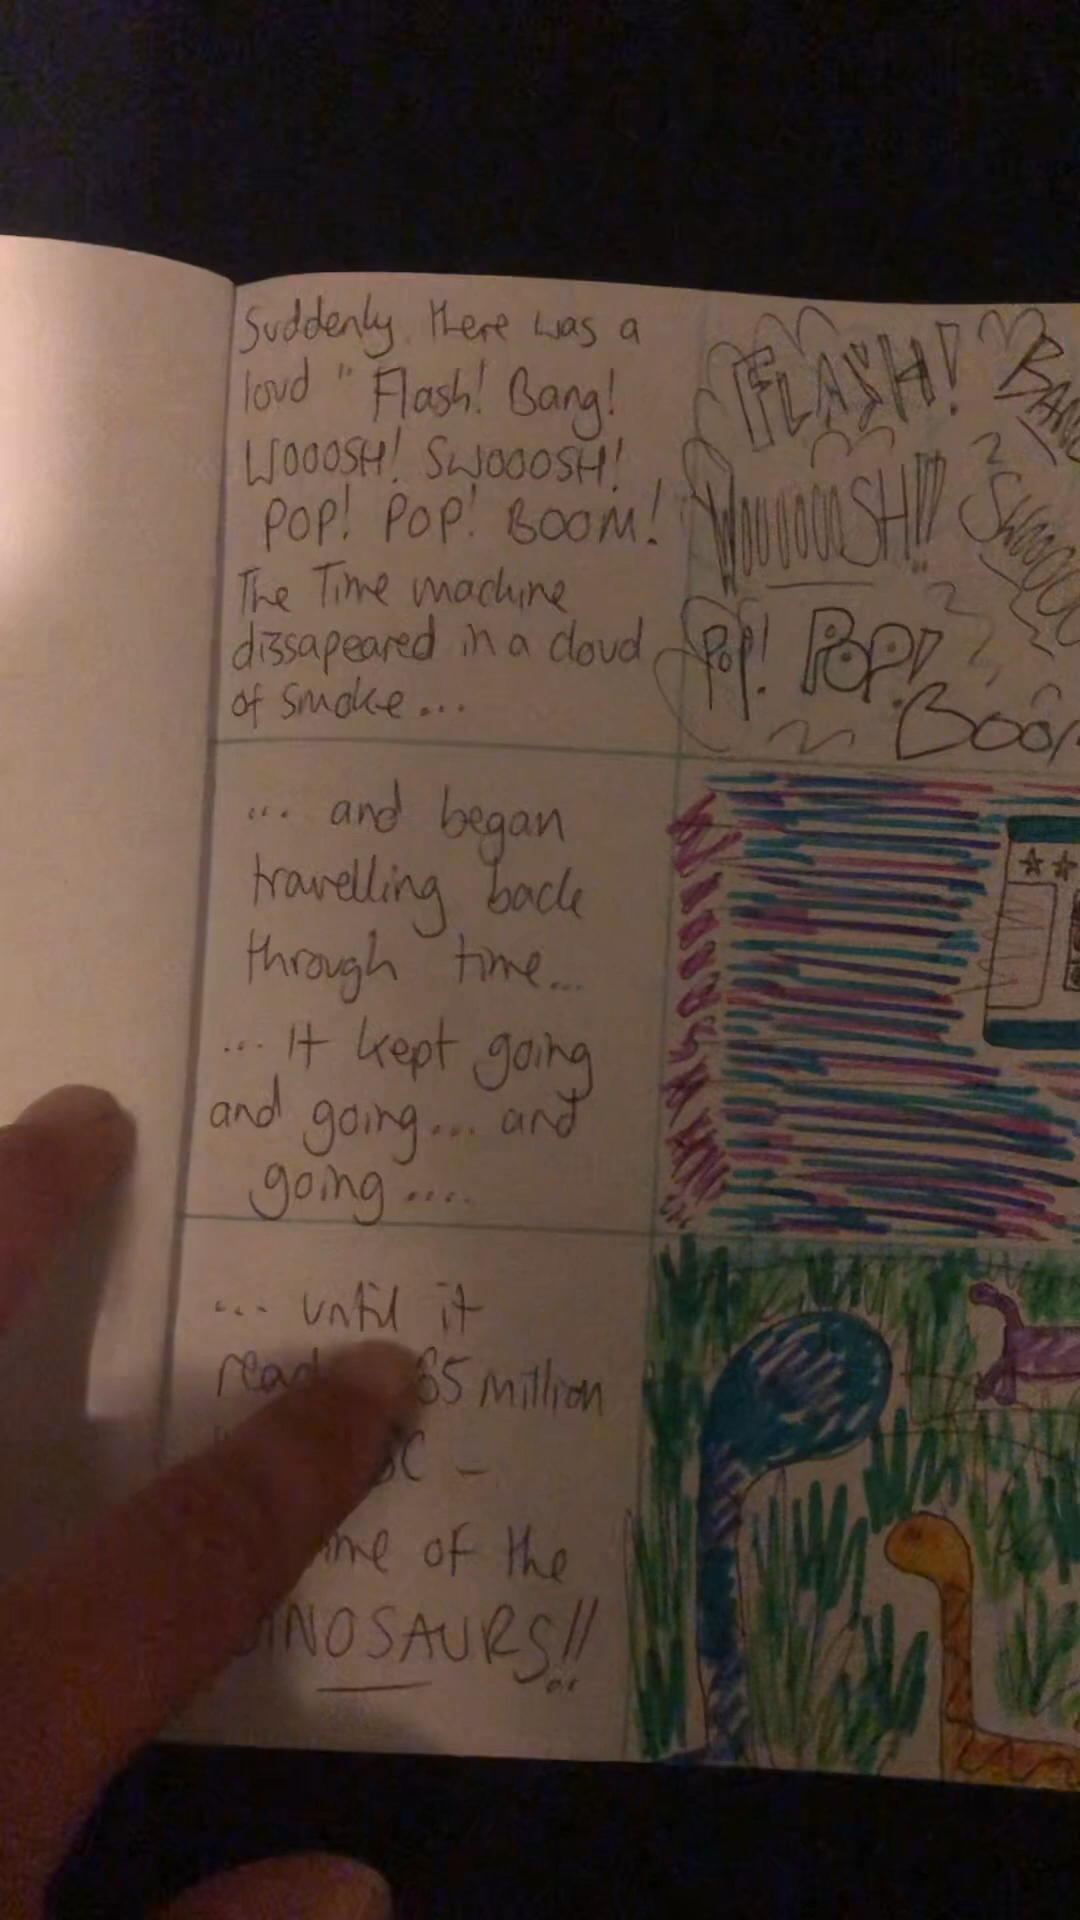 Suddenly, there was a
loud " Flash! Bang!
WOOOSH! SWOOOSH!
POP! POP! BOOM!
The Time machine
dissapeared in a cloud
of smoke ...
FLASH!
WOOOOOOSH!!!
POP! POP!
... and began
travelling back
through time...
... It kept going
and going... and
going ....
... until it
million
of the
DINOSAURS!!